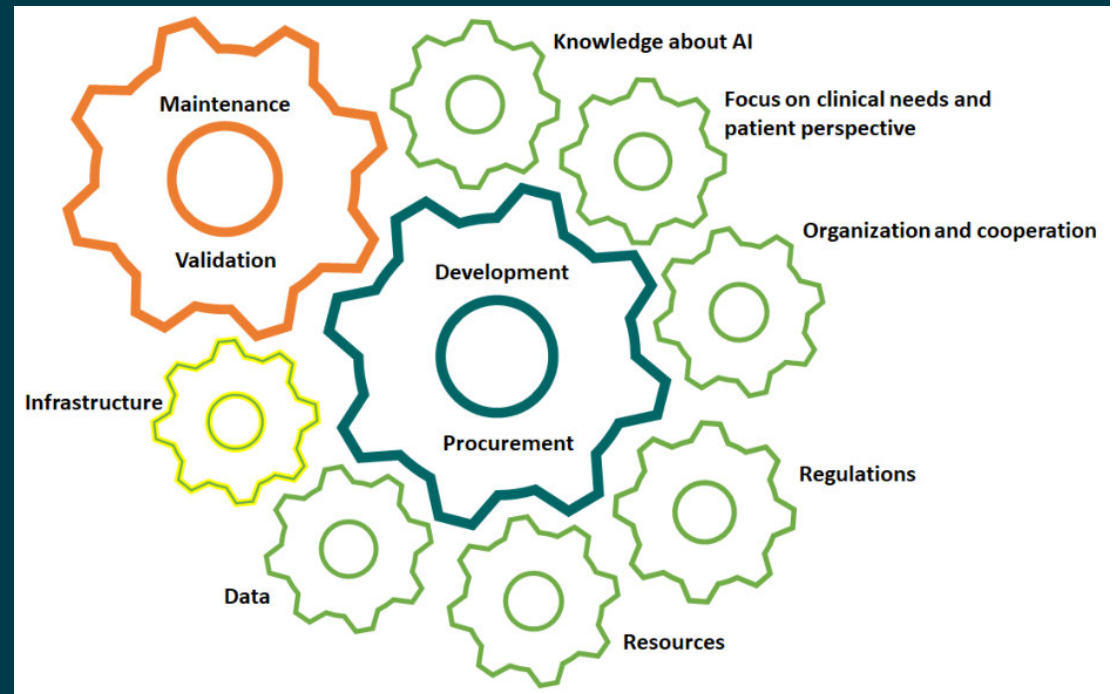 Knowledge about AI
Maintenance
Focus on clinical needs and
patient perspective
Organization and cooperation
Validation
Development
Infrastructure
Procurement
Regulations
Data
Resources